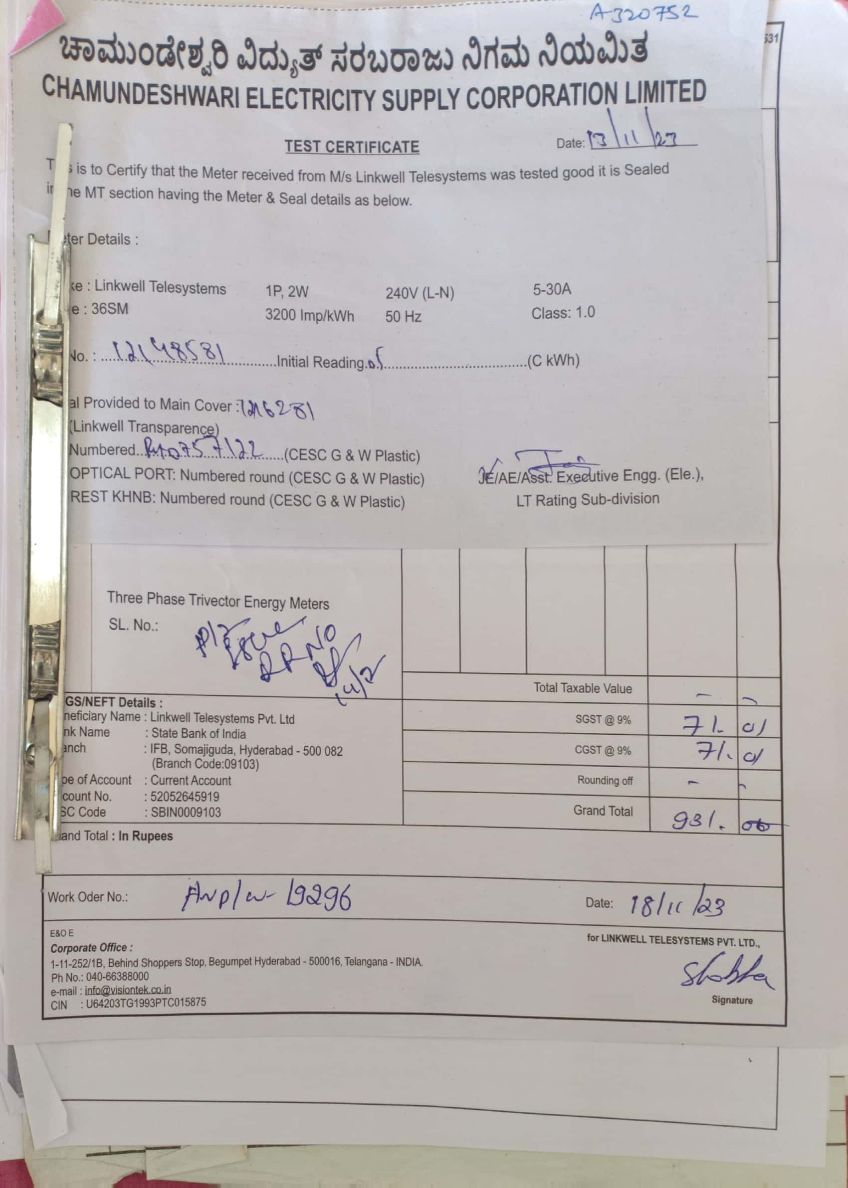 A320752
531
ಚಾಮುಂಡೇಶ್ವರಿ ವಿದ್ಯುತ್ ಸರಬರಾಜು ನಿಗಮ ನಿಯಮಿತ
CHAMUNDESHWARI ELECTRICITY SUPPLY CORPORATION LIMITED
TEST CERTIFICATE
Date: 13/11/23
is to Certify that the Meter received from M/s Linkwell Telesystems was tested good it is Sealed
MT section having the Meter & Seal details as below.
Details :
: Linkwell Telesystems 1P, 2W 240V (L-N) 5-30A
: 36SM 3200 Imp/kWh 50 Hz Class: 1.0
No. : 12148581 Initial Reading (C kWh)
al Provided to Main Cover : 1216281
(Linkwell Transparence)
Numbered 0757122 (CESC G & W Plastic)
OPTICAL PORT: Numbered round (CESC G & W Plastic)
REST KHNB: Numbered round (CESC G & W Plastic)
JE/AE/Asst. Executive Engg. (Ele.),
LT Rating Sub-division
Three Phase Trivector Energy Meters
SL. No.:
RR NO
14/2
Total Taxable Value – –
SGST @ 9% 71. 01
CGST @ 9% 71. 01
Rounding off –
Grand Total 931. 00
GS/NEFT Details :
neficiary Name : Linkwell Telesystems Pvt. Ltd
nk Name : State Bank of India
anch : IFB, Somajiguda, Hyderabad - 500 082
(Branch Code:09103)
pe of Account : Current Account
count No. : 52052645919
SC Code : SBIN0009103
and Total : In Rupees
Work Oder No.: 19296
Date: 18/11/23
E&O E
Corporate Office :
1-11-252/1B, Behind Shoppers Stop, Begumpet Hyderabad - 500016, Telangana - INDIA.
Ph No.: 040-66388000
e-mail : info@visiontek.co.in
CIN : U64203TG1993PTC015875
for LINKWELL TELESYSTEMS PVT. LTD.,
Shobha
Signature